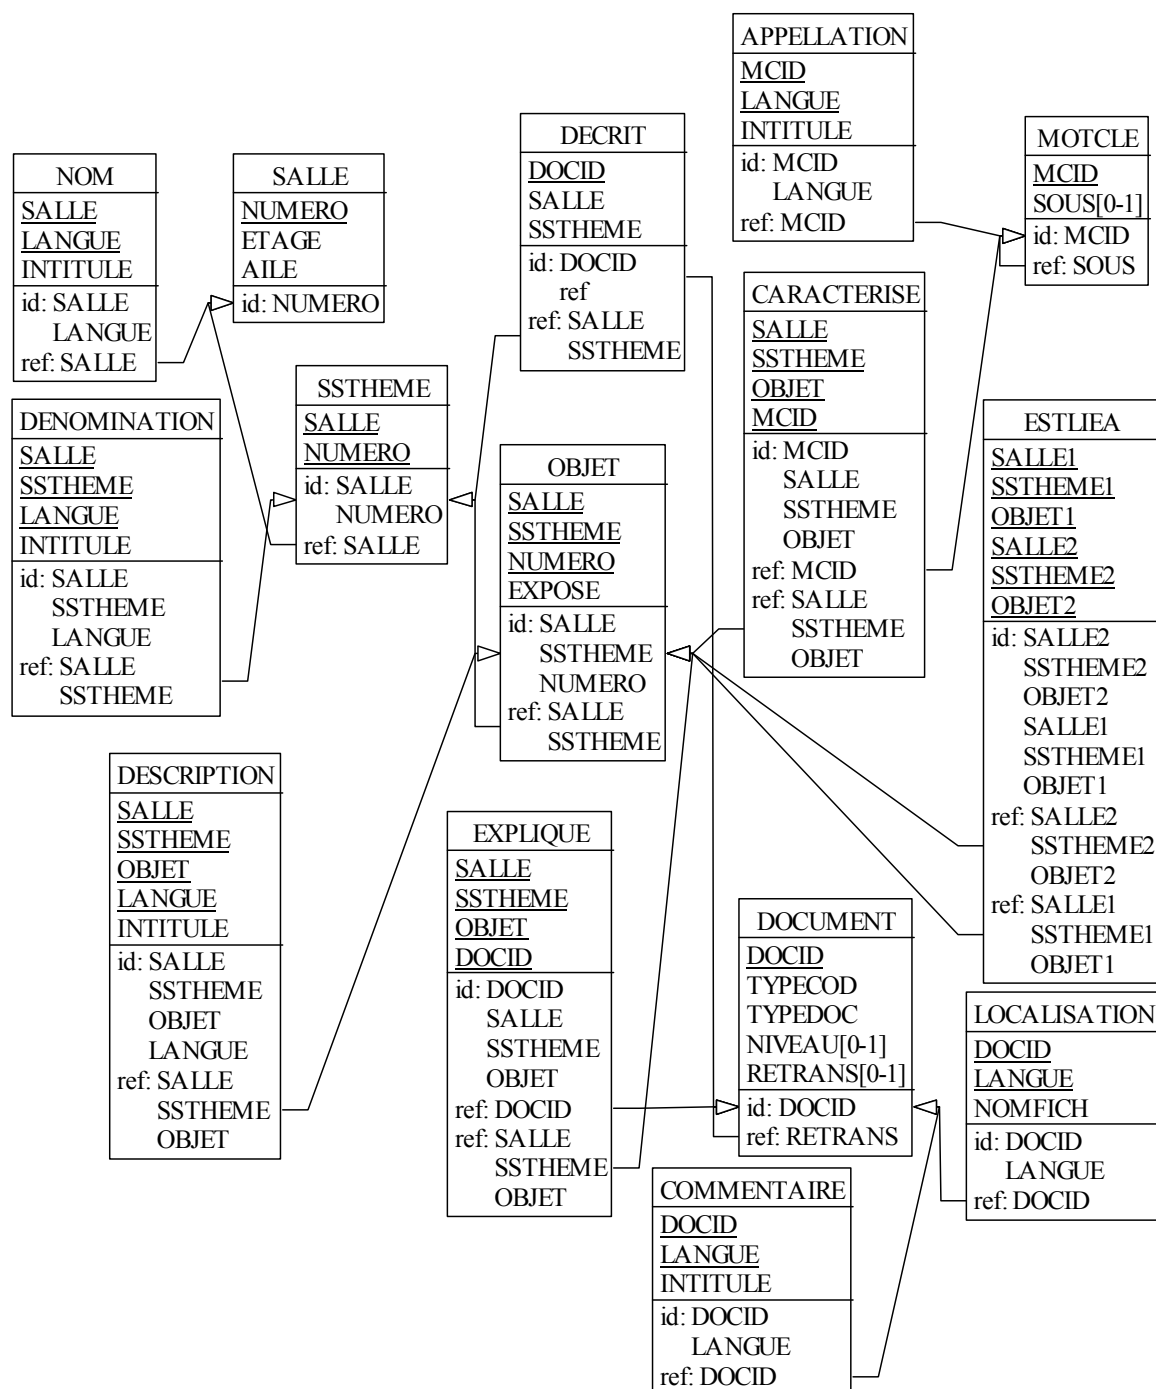 APPELLATION
MCID
LANGUE
INTITULE
id: MCID
LANGUE
ref: MCID
MOTCLE
MCID
SOUS[0-1]
id: MCID
ref: SOUS
DECRIT
DOCID
SALLE
SSTHEME
id: DOCID
ref
ref: SALLE
SSTHEME
NOM
SALLE
LANGUE
INTITULE
id: SALLE
LANGUE
ref: SALLE
SALLE
NUMERO
ETAGE
AILE
id: NUMERO
CARACTERISE
SALLE
SSTHEME
OBJET
MCID
id: MCID
SALLE
SSTHEME
OBJET
ref: MCID
ref: SALLE
SSTHEME
OBJET
SSTHEME
SALLE
NUMERO
id: SALLE
NUMERO
ref: SALLE
DENOMINATION
SALLE
SSTHEME
LANGUE
INTITULE
id: SALLE
SSTHEME
LANGUE
ref: SALLE
SSTHEME
OBJET
SALLE
SSTHEME
NUMERO
EXPOSE
id: SALLE
SSTHEME
NUMERO
ref: SALLE
SSTHEME
ESTLIEA
SALLE1
SSTHEME1
OBJET1
SALLE2
SSTHEME2
OBJET2
id: SALLE2
SSTHEME2
OBJET2
SALLE1
SSTHEME1
OBJET1
ref: SALLE2
SSTHEME2
OBJET2
ref: SALLE1
SSTHEME1
OBJET1
DESCRIPTION
SALLE
SSTHEME
OBJET
LANGUE
INTITULE
id: SALLE
SSTHEME
OBJET
LANGUE
ref: SALLE
SSTHEME
OBJET
EXPLIQUE
SALLE
SSTHEME
OBJET
DOCID
id: DOCID
SALLE
SSTHEME
OBJET
ref: DOCID
ref: SALLE
SSTHEME
OBJET
DOCUMENT
DOCID
TYPECOD
TYPEDOC
NIVEAU[0-1]
RETRANS[0-1]
id: DOCID
ref: RETRANS
LOCALISATION
DOCID
LANGUE
NOMFICH
id: DOCID
LANGUE
ref: DOCID
COMMENTAIRE
DOCID
LANGUE
INTITULE
id: DOCID
LANGUE
ref: DOCID